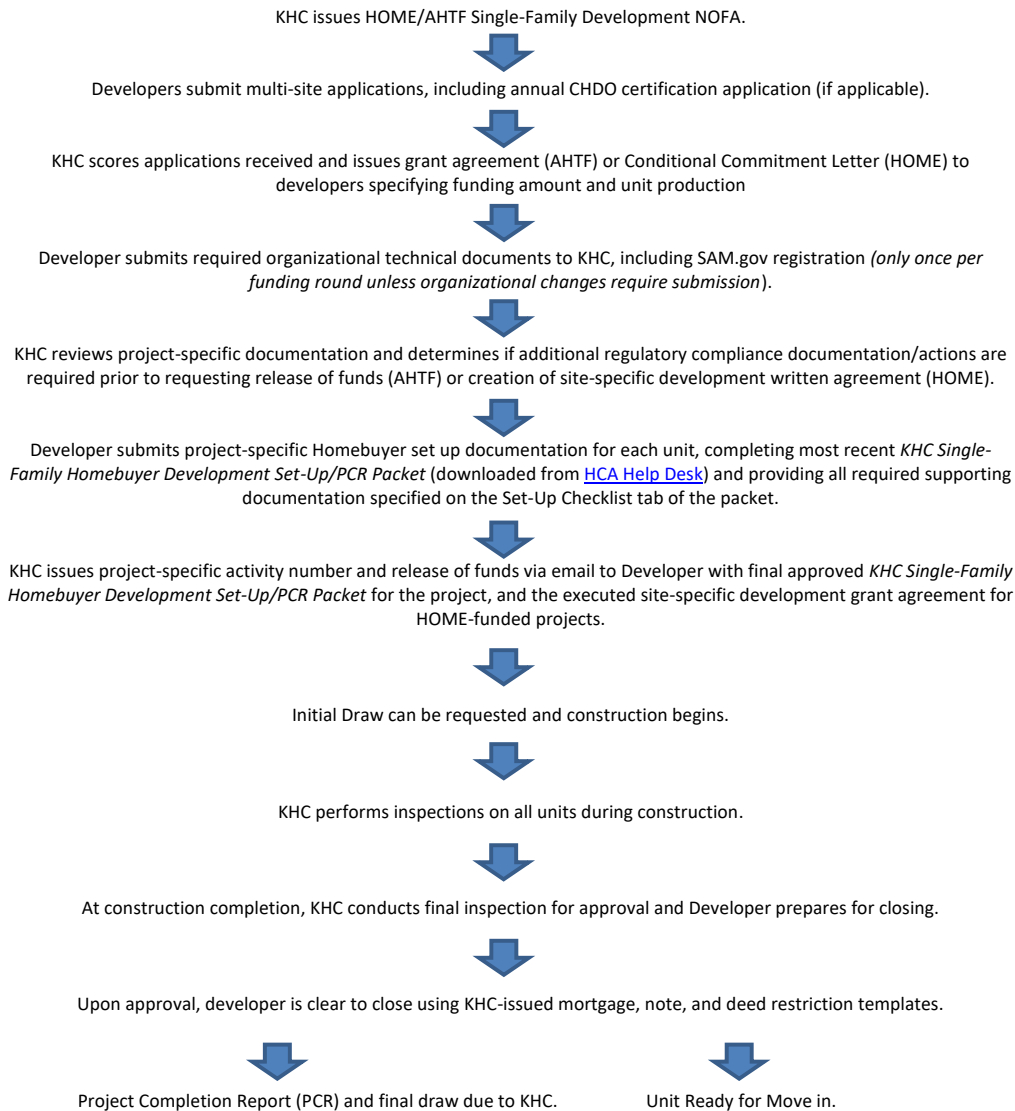 KHC issues HOME/AHTF Single-Family Development NOFA.
Developers submit multi-site applications, including annual CHDO certification application (if applicable).
KHC scores applications received and issues grant agreement (AHTF) or Conditional Commitment Letter (HOME) to
developers specifying funding amount and unit production
Developer submits required organizational technical documents to KHC, including SAM.gov registration (only once per
funding round unless organizational changes require submission).
KHC reviews project-specific documentation and determines if additional regulatory compliance documentation/actions are
required prior to requesting release of funds (AHTF) or creation of site-specific development written agreement (HOME).
Developer submits project-specific Homebuyer set up documentation for each unit, completing most recent KHC Single-
Family Homebuyer Development Set-Up/PCR Packet (downloaded from HCA Help Desk) and providing all required supporting
documentation specified on the Set-Up Checklist tab of the packet.
KHC issues project-specific activity number and release of funds via email to Developer with final approved KHC Single-Family
Homebuyer Development Set-Up/PCR Packet for the project, and the executed site-specific development grant agreement for
HOME-funded projects.
Initial Draw can be requested and construction begins.
KHC performs inspections on all units during construction.
At construction completion, KHC conducts final inspection for approval and Developer prepares for closing.
Upon approval, developer is clear to close using KHC-issued mortgage, note, and deed restriction templates.
Project Completion Report (PCR) and final draw due to KHC.
Unit Ready for Move in.